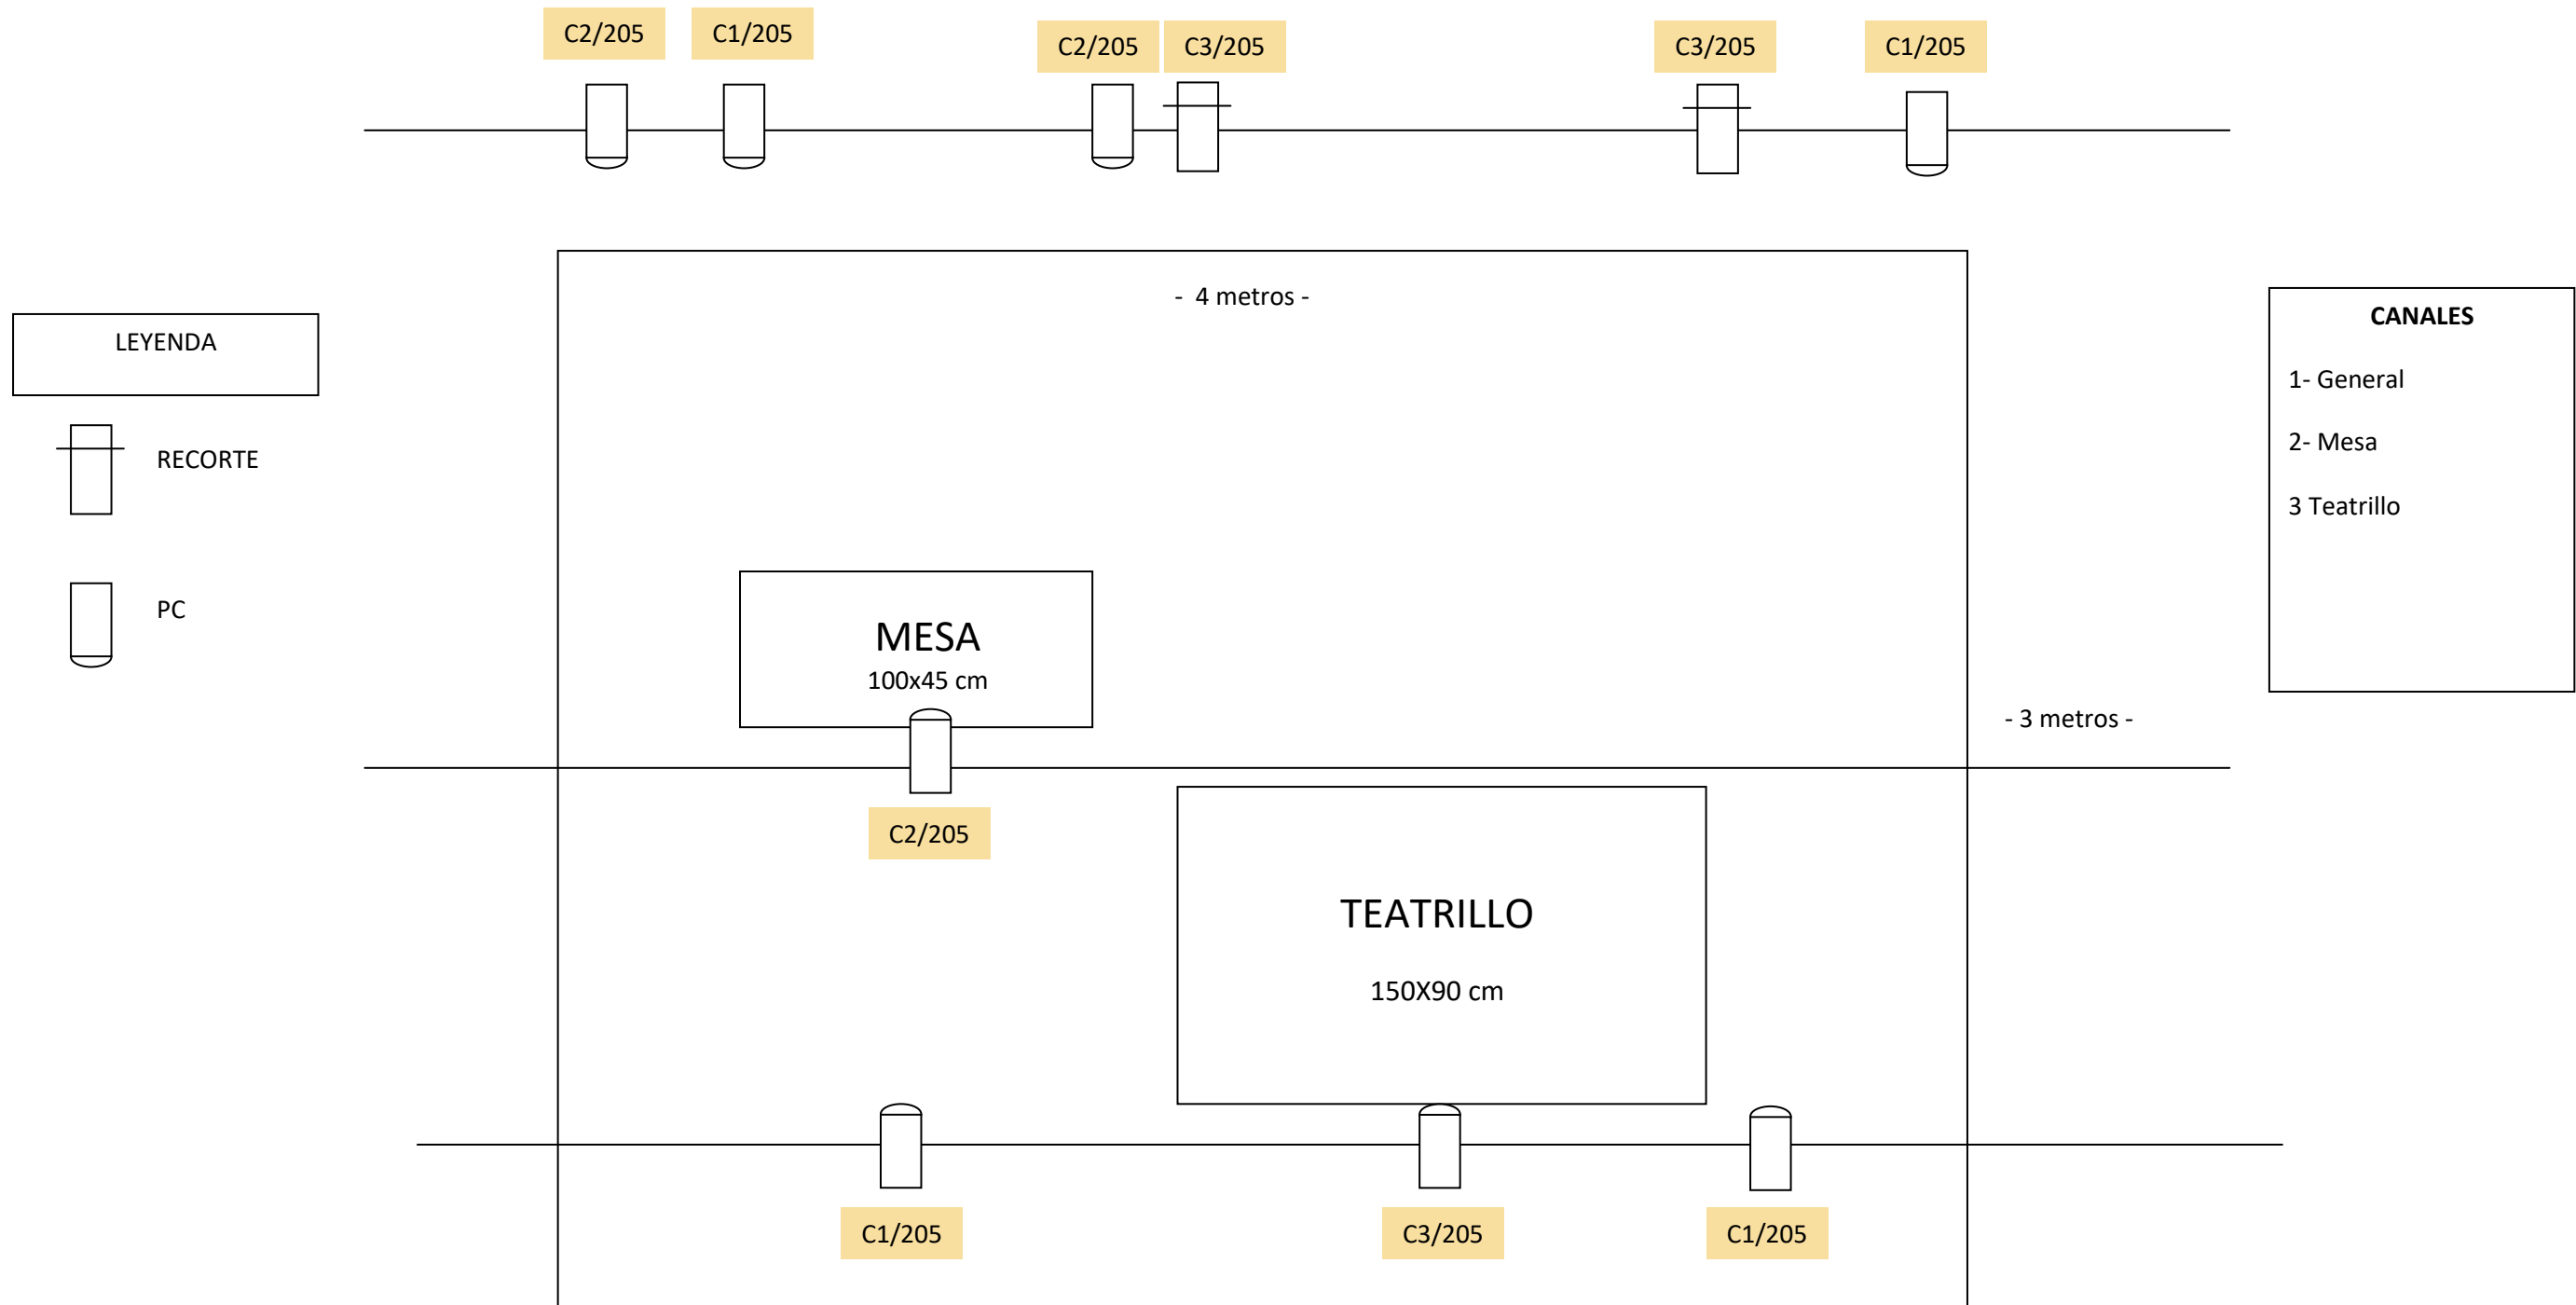 C2/205
C1/205
C2/205
C3/205
C3/205
C1/205
- 4 metros -
LEYENDA
RECORTE
PC
CANALES
1- General
2- Mesa
3 Teatrillo
MESA
100x45 cm
- 3 metros -
C2/205
TEATRILLO
150X90 cm
C1/205
C3/205
C1/205